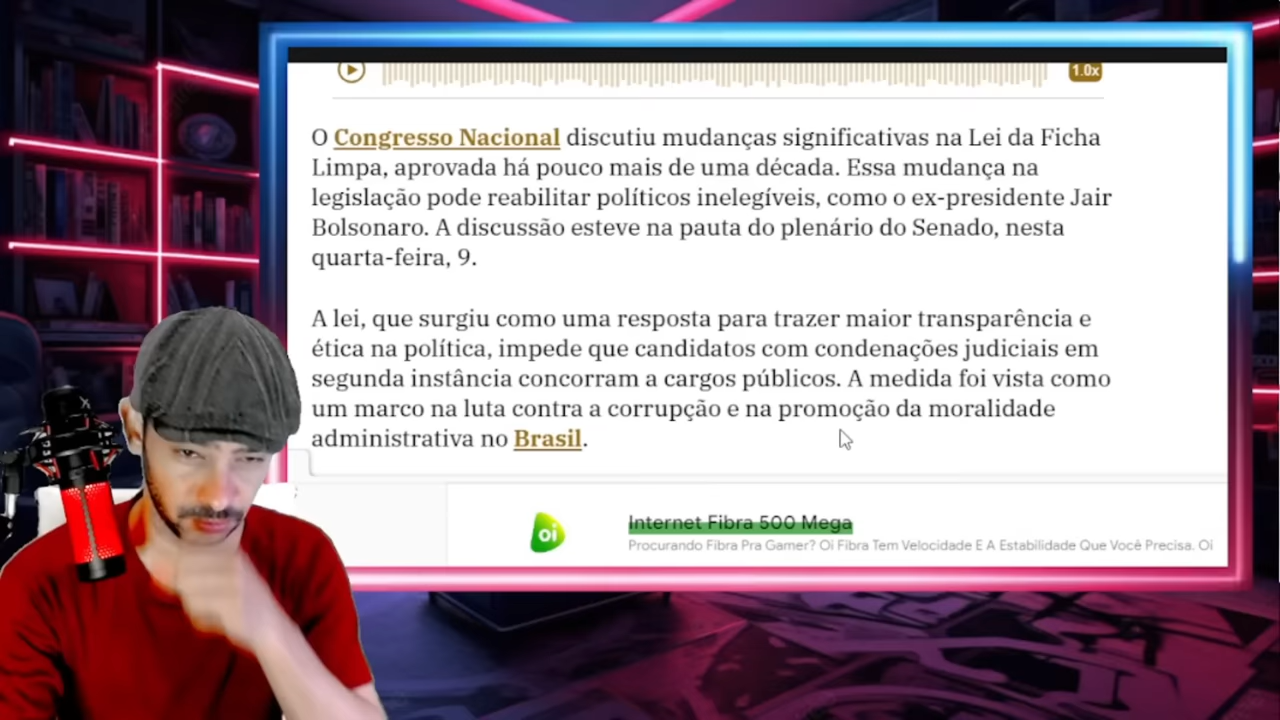 1.0x
O Congresso Nacional discutiu mudanças significativas na Lei da Ficha
Limpa, aprovada há pouco mais de uma década. Essa mudança na
legislação pode reabilitar políticos inelegíveis, como o ex-presidente Jair
Bolsonaro. A discussão esteve na pauta do plenário do Senado, nesta
quarta-feira, 9.
A lei, que surgiu como uma resposta para trazer maior transparência e
ética na política, impede que candidatos com condenações judiciais em
segunda instância concorram a cargos públicos. A medida foi vista como
um marco na luta contra a corrupção e na promoção da moralidade
administrativa no Brasil.
oi
Internet Fibra 500 Mega
Procurando Fibra Pra Gamer? Oi Fibra Tem Velocidade E A Estabilidade Que Você Precisa. Oi